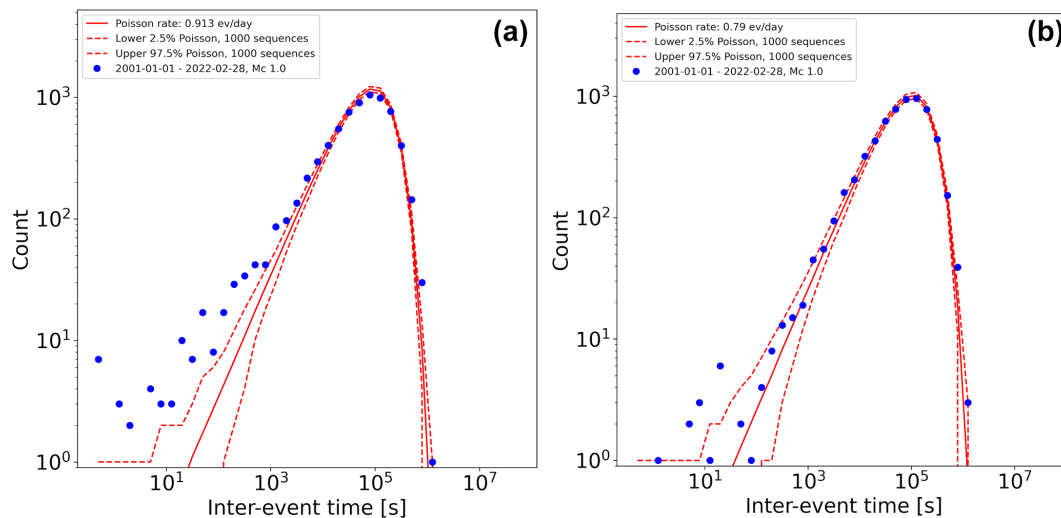 (a)
Poisson rate: 0.913 ev/day
Lower 2.5% Poisson, 1000 sequences
Upper 97.5% Poisson, 1000 sequences
2001-01-01 - 2022-02-28, Mc 1.0
Count
10³
10²
10¹
10⁰
10¹ 10³ 10⁵ 10⁷
Inter-event time [s]
(b)
Poisson rate: 0.79 ev/day
Lower 2.5% Poisson, 1000 sequences
Upper 97.5% Poisson, 1000 sequences
2001-01-01 - 2022-02-28, Mc 1.0
Count
10³
10²
10¹
10⁰
10¹ 10³ 10⁵ 10⁷
Inter-event time [s]